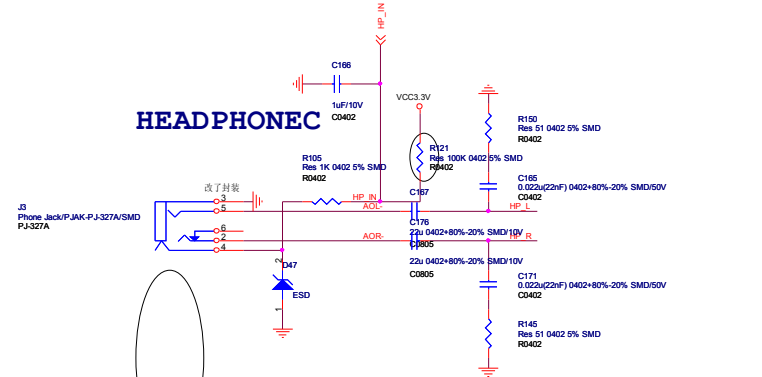 HP_IN
C166
1uF/10V
C0402
VCC3.3V
HEADPHONEC
R150
Res 51 0402 5% SMD
R0402
R121
Res 100K 0402 5% SMD
R0402
R105
Res 1K 0402 5% SMD
R0402
C165
0.022u(22nF) 0402+80%-20% SMD/50V
C0402
改了封装
J3
Phone Jack/PJAK-PJ-327A/SMD
PJ-327A
3
5
6
2
4
HP_IN
AOL-
C167
HP_L
C176
22u 0402+80%-20% SMD/10V
C0805
AOR-
HP_R
22u 0402+80%-20% SMD/10V
C0805
2
D47
ESD
1
C171
0.022u(22nF) 0402+80%-20% SMD/50V
C0402
R145
Res 51 0402 5% SMD
R0402